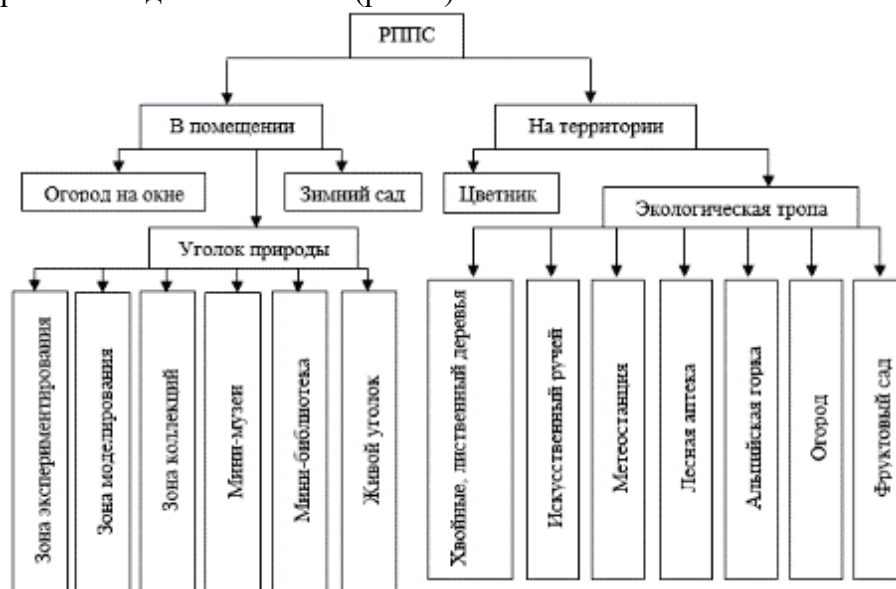 РППС
В помещении
На территории
Огород на окне
Зимний сад
Цветник
Экологическая тропа
Уголок природы
Зона экспериментирования
Зона моделирования
Зона коллекций
Мини-музеи
Мини-библиотека
Живой уголок
Хвойные, лиственный деревья
Искусственный ручей
Метеостанция
Лесная аптека
Альпийская горка
Огород
Фруктовый сад